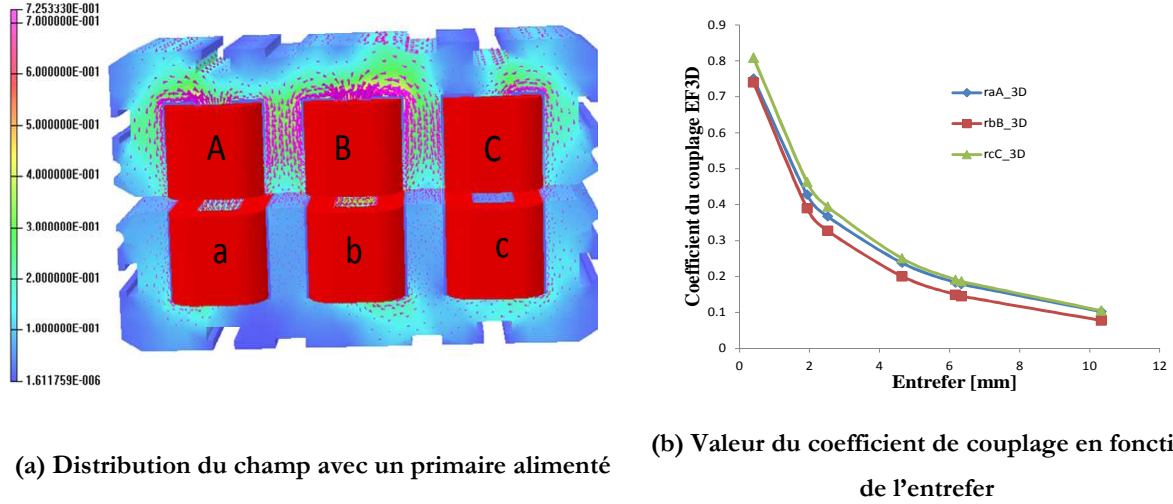 7.253330E-001
7.000000E-001
6.000000E-001
5.000000E-001
4.000000E-001
3.000000E-001
2.000000E-001
1.000000E-001
1.611759E-006
A B C
a b c
(a) Distribution du champ avec un primaire alimenté
Coefficient du couplage EF3D
0.9
0.8
0.7
0.6
0.5
0.4
0.3
0.2
0.1
0
raA_3D
rbB_3D
rcC_3D
0 2 4 6 8 10 12
Entrefer [mm]
(b) Valeur du coefficient de couplage en foncti
de l'entrefer